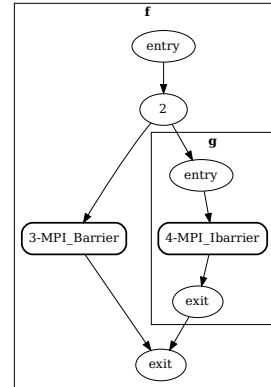 f
entry
2
g
entry
3-MPI_Barrier
4-MPI_Ibarrier
exit
exit